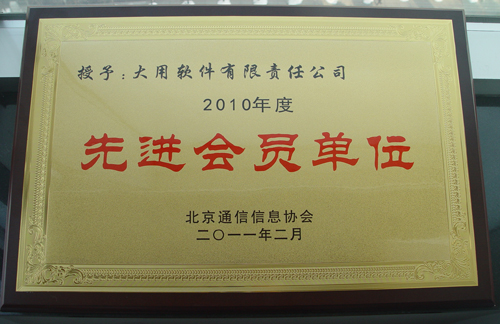 授予：大用软件有限责任公司
2010年度
先进会员单位
北京通信信息协会
二〇一一年二月